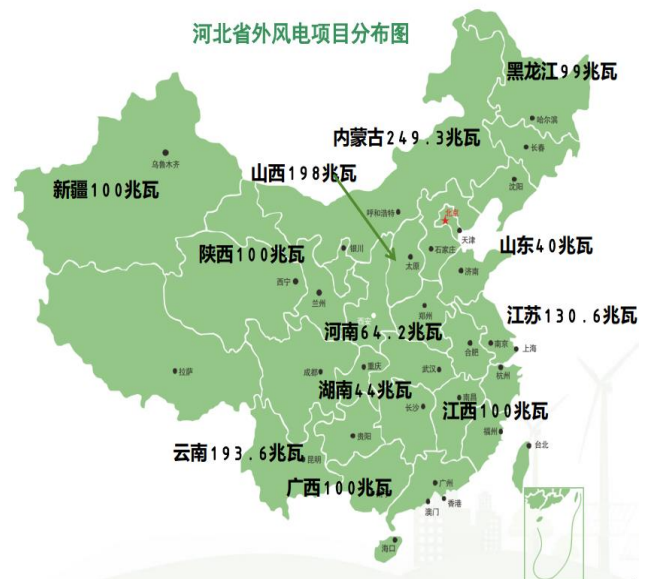 河北省外风电项目分布图
黑龙江99兆瓦
哈尔滨
内蒙古249.3兆瓦
长春
乌鲁木齐
山西198兆瓦
沈阳
新疆100兆瓦
呼和浩特
北京
天津
陕西100兆瓦
银川
石家庄
山东40兆瓦
太原
济南
西宁
兰州
郑州
江苏130.6兆瓦
西安
河南64.2兆瓦
合肥
南京
上海
拉萨
成都
重庆
武汉
杭州
湖南44兆瓦
南昌
长沙
江西100兆瓦
贵阳
福州
台北
云南193.6兆瓦
昆明
广西100兆瓦
广州
香港
澳门
海口